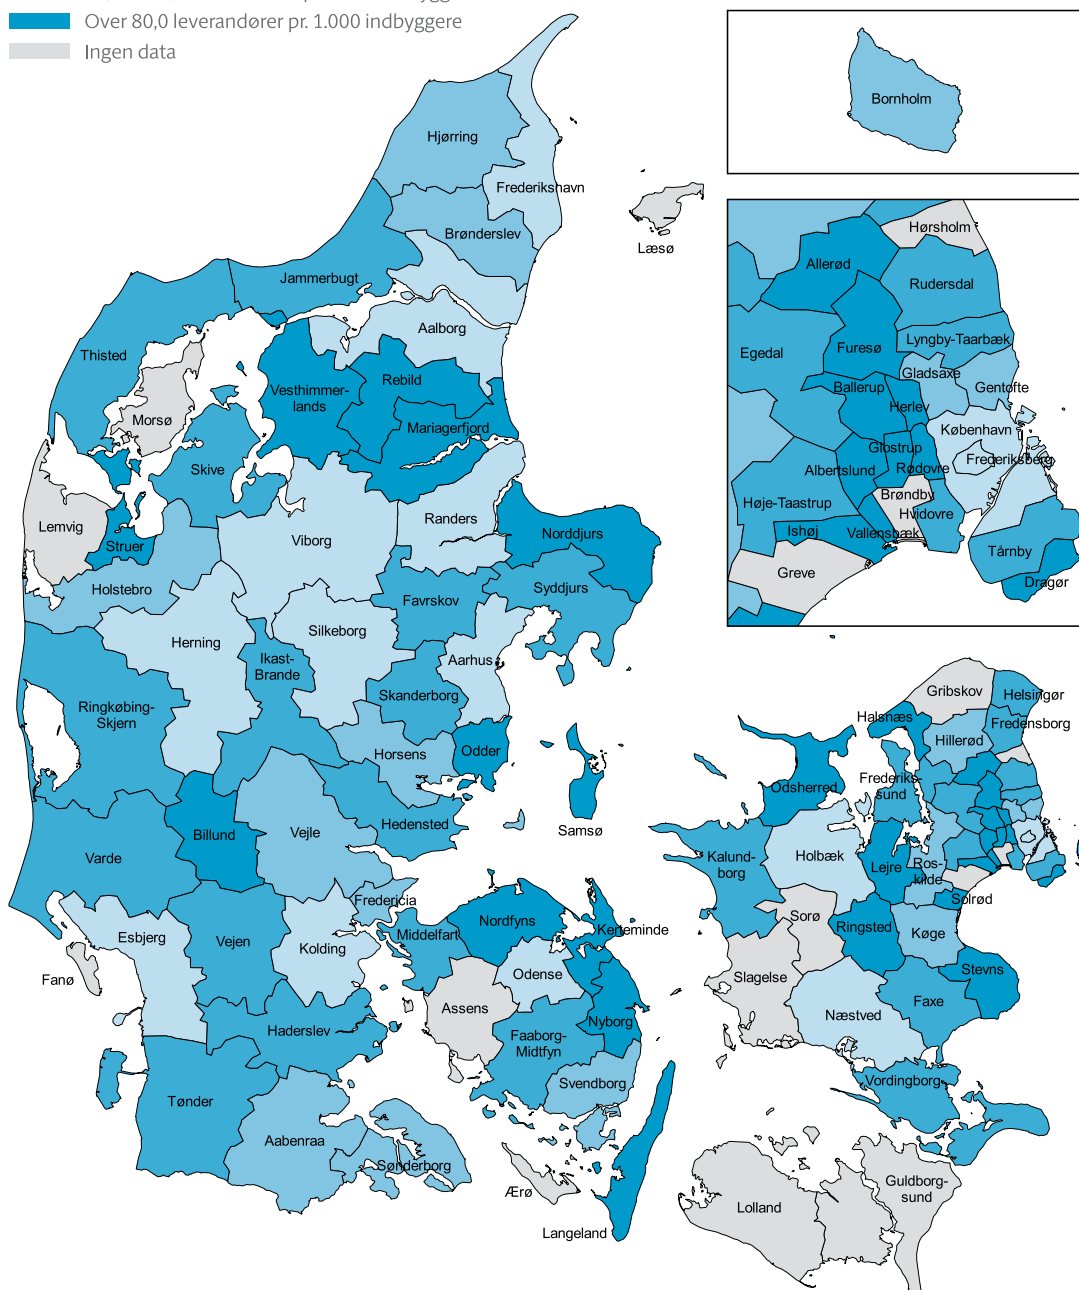 Over 80,0 leverandører pr. 1.000 indbyggere
Ingen data
Bornholm
Hjørring
Frederikshavn
Brønderslev
Læsø
Jammerbugt
Aalborg
Thisted
Rebild
Vesthimmer-
lands
Morsø
Mariagerfjord
Skive
Lemvig
Randers
Viborg
Norddjurs
Struer
Holstebro
Favrskov
Syddjurs
Silkeborg
Herning
Ikast-
Brande
Aarhus
Skanderborg
Ringkøbing-
Skjern
Horsens
Odder
Samsø
Hedensted
Billund
Vejle
Varde
Fredericia
Esbjerg
Vejen
Kolding
Fanø
Haderslev
Tønder
Aabenraa
Sønderborg
Middelfart
Nordfyns
Kerteminde
Odense
Assens
Nyborg
Faaborg-
Midtfyn
Svendborg
Ærø
Langeland
Hørsholm
Allerød
Rudersdal
Egedal
Furesø
Lyngby-Taarbæk
Gladsaxe
Gentofte
Ballerup
Herlev
København
Glostrup
Frederiksberg
Albertslund
Rødovre
Høje-Taastrup
Brøndby
Hvidovre
Ishøj
Vallensbæk
Tårnby
Greve
Dragør
Gribskov
Helsingør
Halsnæs
Fredensborg
Hillerød
Odsherred
Frederiks-
sund
Kalund-
borg
Holbæk
Lejre
Ros-
kilde
Solrød
Sorø
Ringsted
Køge
Slagelse
Stevns
Næstved
Faxe
Vordingborg
Guldborg-
sund
Lolland